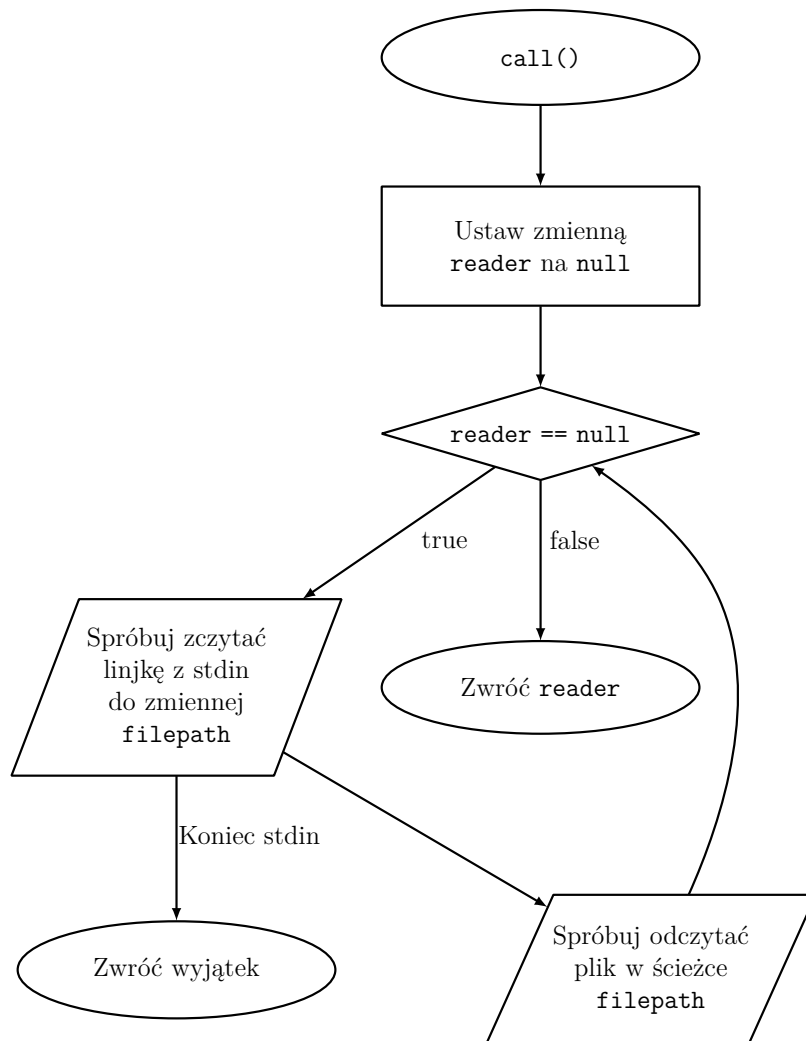 call()
Ustaw zmienną
reader na null
reader == null
true
false
Spróbuj zczytać
linjkę z stdin
do zmiennej
filepath
Zwróć reader
Koniec stdin
Zwróć wyjątek
Spróbuj odczytać
plik w ścieżce
filepath